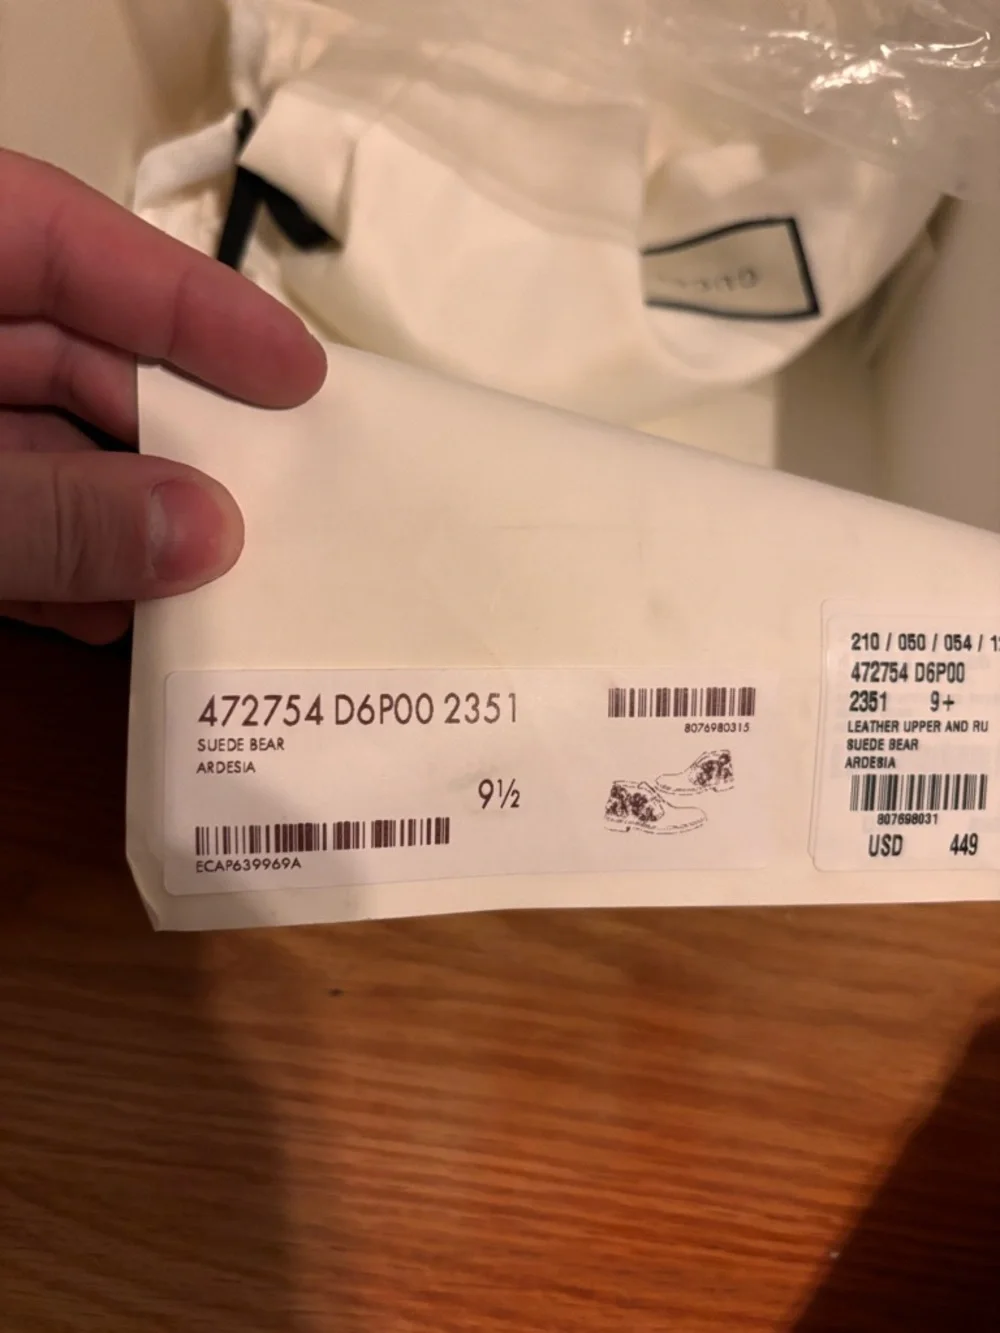 472754 D6P00 2351
SUEDE BEAR
ARDESIA
9½
ECAP639969A
8076980315
210 / 050 / 054 /
472754 D6P00
2351 9+
LEATHER UPPER AND RU
SUEDE BEAR
ARDESIA
807698031
USD 449